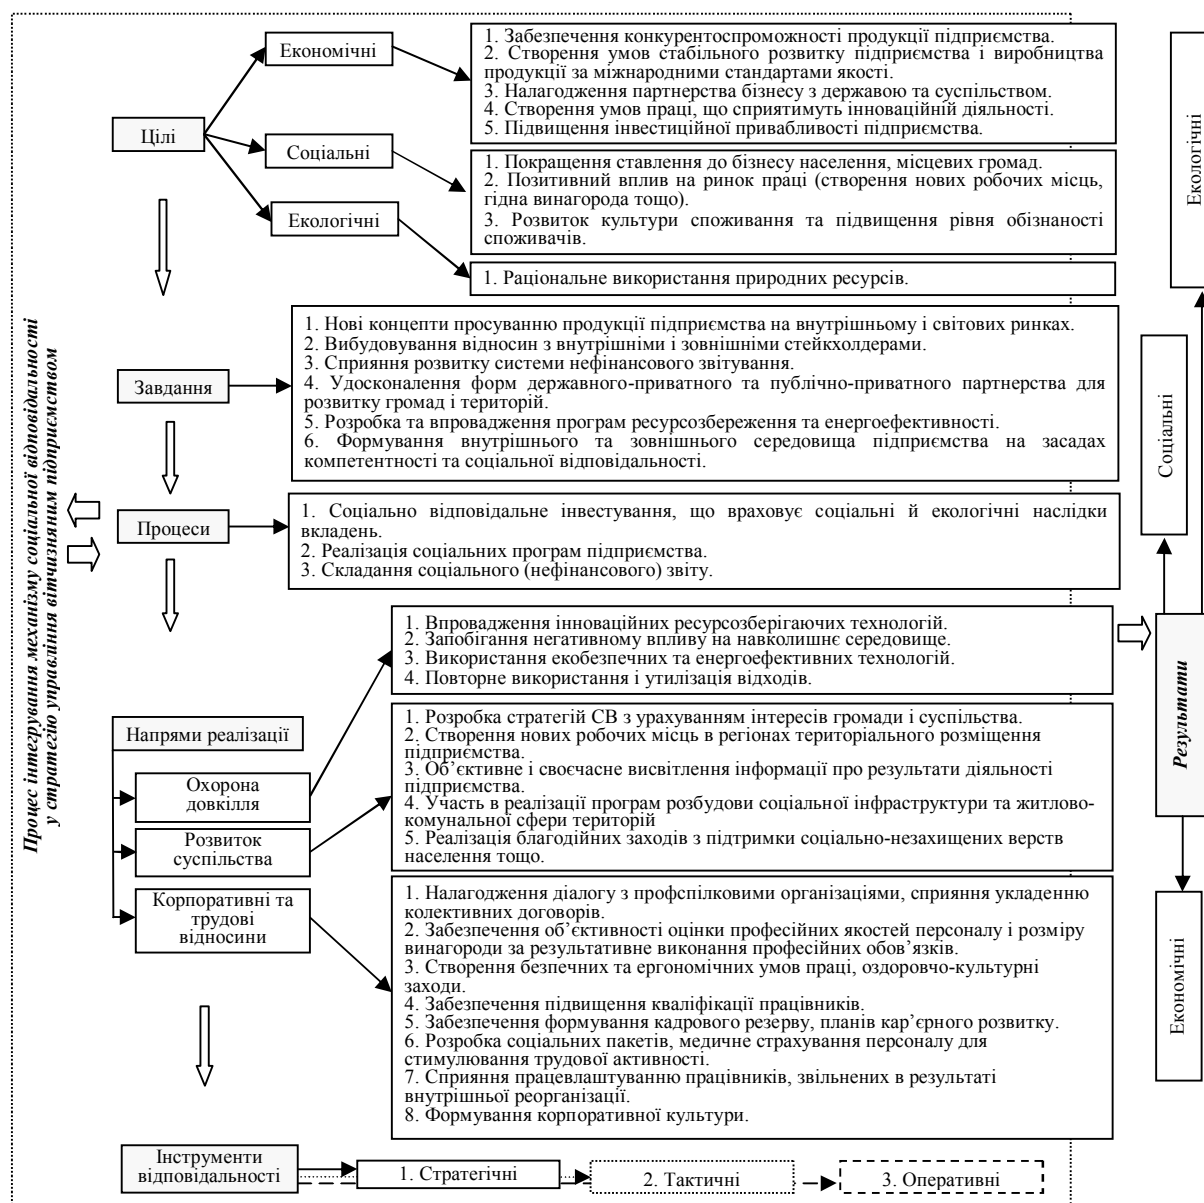 Процес інтегрування механізму соціальної відповідальності
у стратегію управління вітчизняним підприємством
Цілі
Економічні
1. Забезпечення конкурентоспроможності продукції підприємства.
2. Створення умов стабільного розвитку підприємства і виробництва
продукції за міжнародними стандартами якості.
3. Налагодження партнерства бізнесу з державою та суспільством.
4. Створення умов праці, що сприятимуть інноваційній діяльності.
5. Підвищення інвестиційної привабливості підприємства.
Соціальні
1. Покращення ставлення до бізнесу населення, місцевих громад.
2. Позитивний вплив на ринок праці (створення нових робочих місць,
гідна винагорода тощо).
3. Розвиток культури споживання та підвищення рівня обізнаності
споживачів.
Екологічні
1. Раціональне використання природних ресурсів.
Завдання
1. Нові концепти просуванню продукції підприємства на внутрішньому і світових ринках.
2. Вибудовування відносин з внутрішніми і зовнішніми стейкхолдерами.
3. Сприяння розвитку системи нефінансового звітування.
4. Удосконалення форм державного-приватного та публічно-приватного партнерства для
розвитку громад і територій.
5. Розробка та впровадження програм ресурсозбереження та енергоефективності.
6. Формування внутрішнього та зовнішнього середовища підприємства на засадах
компетентності та соціальної відповідальності.
Процеси
1. Соціально відповідальне інвестування, що враховує соціальні й екологічні наслідки
вкладень.
2. Реалізація соціальних програм підприємства.
3. Складання соціального (нефінансового) звіту.
Напрями реалізації
Охорона
довкілля
1. Впровадження інноваційних ресурсозберігаючих технологій.
2. Запобігання негативному впливу на навколишнє середовище.
3. Використання екобезпечних та енергоефективних технологій.
4. Повторне використання і утилизація відходів.
Розвиток
суспільства
1. Розробка стратегій СВ з урахуванням інтересів громади і суспільства.
2. Створення нових робочих місць в регіонах територіального розміщення
підприємства.
3. Об’єктивне і своєчасне висвітлення інформації про результати діяльності
підприємства.
4. Участь в реалізації програм розбудови соціальної інфраструктури та житлово-
комунальної сфери територій
5. Реалізація благодійних заходів з підтримки соціально-незахищених верств
населення тощо.
Корпоративні та
трудові
відносини
1. Налагодження діалогу з профспілковими організаціями, сприяння укладенню
колективних договорів.
2. Забезпечення об’єктивності оцінки професійних якостей персоналу і розміру
винагороди за результативне виконання професійних обов’язків.
3. Створення безпечних та ергономічних умов праці, оздоровчо-культурні
заходи.
4. Забезпечення підвищення кваліфікації працівників.
5. Забезпечення формування кадрового резерву, планів кар’єрного розвитку.
6. Розробка соціальних пакетів, медичне страхування персоналу для
стимулювання трудової активності.
7. Сприяння працевлаштуванню працівників, звільнених в результаті
внутрішньої реорганізації.
8. Формування корпоративної культури.
Інструменти
відповідальності
1. Стратегічні
2. Тактичні
3. Оперативні
Результати
Екологічні
Соціальні
Економічні